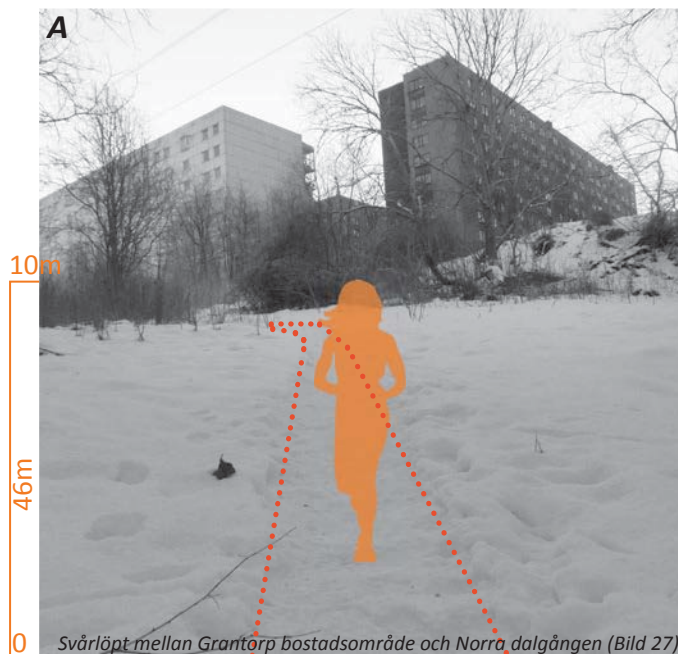 A
10m
46m
0
Svårlöpt mellan Grantorp bostadsområde och Norra dalgången (Bild 27)